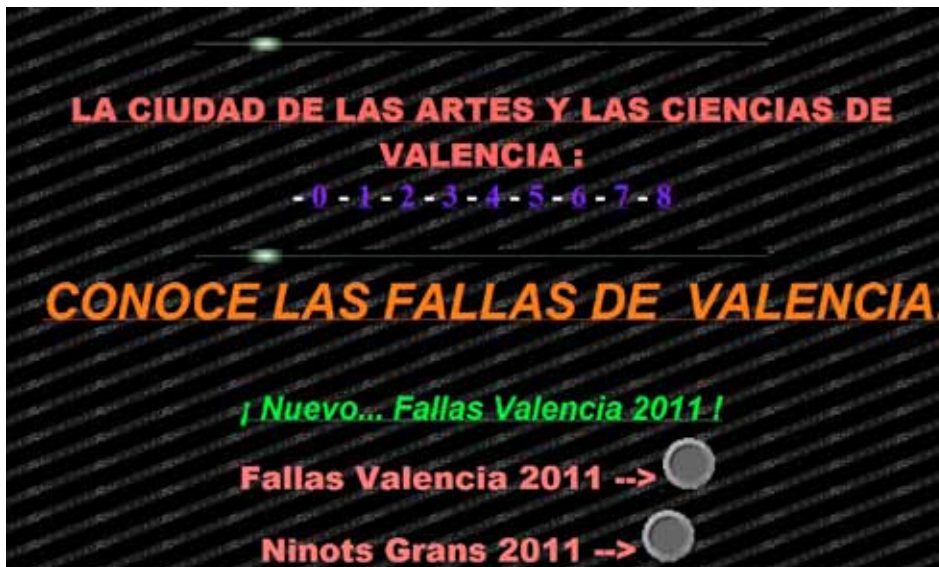 LA CIUDAD DE LAS ARTES Y LAS CIENCIAS DE
VALENCIA :
- 0 - 1 - 2 - 3 - 4 - 5 - 6 - 7 - 8
CONOCE LAS FALLAS DE VALENCIA.
¡ Nuevo... Fallas Valencia 2011 !
Fallas Valencia 2011 -->
Ninots Grans 2011 -->